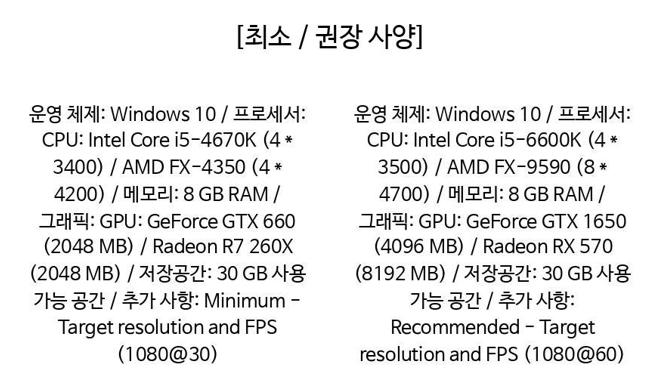 [최소 / 권장 사양]
운영 체제: Windows 10 / 프로세서:
CPU: Intel Core i5-4670K (4 *
3400) / AMD FX-4350 (4 *
4200) / 메모리: 8 GB RAM /
그래픽: GPU: GeForce GTX 660
(2048 MB) / Radeon R7 260X
(2048 MB) / 저장공간: 30 GB 사용
가능 공간 / 추가 사항: Minimum -
Target resolution and FPS
(1080@30)
운영 체제: Windows 10 / 프로세서:
CPU: Intel Core i5-6600K (4 *
3500) / AMD FX-9590 (8 *
4700) / 메모리: 8 GB RAM /
그래픽: GPU: GeForce GTX 1650
(4096 MB) / Radeon RX 570
(8192 MB) / 저장공간: 30 GB 사용
가능 공간 / 추가 사항:
Recommended - Target
resolution and FPS (1080@60)